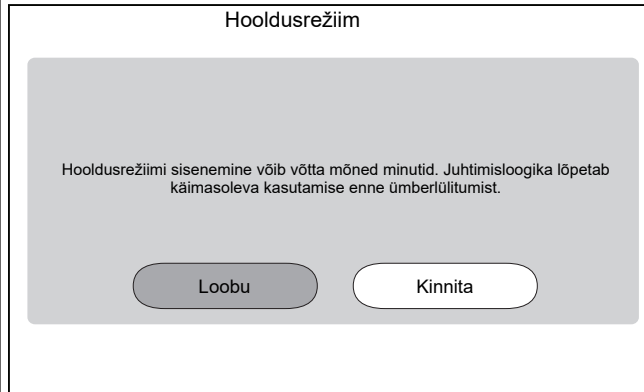 Hooldusrežiim
Hooldusrežiimi sisenemine võib võtta mõned minutid. Juhtimisloogika lõpetab
käimasoleva kasutamise enne ümberlülitumist.
Loobu
Kinnita